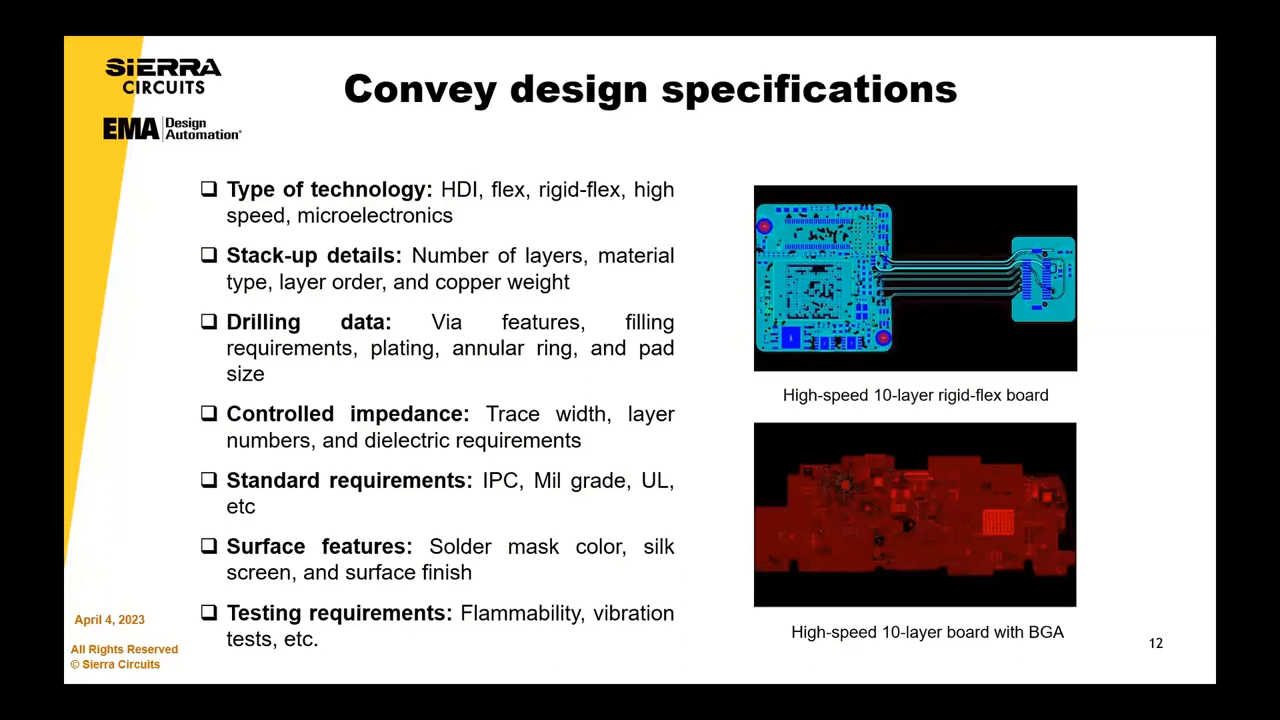 SIERRA
CIRCUITS
EMA Design
Automation®
Convey design specifications
❑ Type of technology: HDI, flex, rigid-flex, high
speed, microelectronics
❑ Stack-up details: Number of layers, material
type, layer order, and copper weight
❑ Drilling data: Via features, filling
requirements, plating, annular ring, and pad
size
❑ Controlled impedance: Trace width, layer
numbers, and dielectric requirements
❑ Standard requirements: IPC, Mil grade, UL,
etc
❑ Surface features: Solder mask color, silk
screen, and surface finish
❑ Testing requirements: Flammability, vibration
tests, etc.
High-speed 10-layer rigid-flex board
High-speed 10-layer board with BGA
April 4, 2023
All Rights Reserved
© Sierra Circuits
12